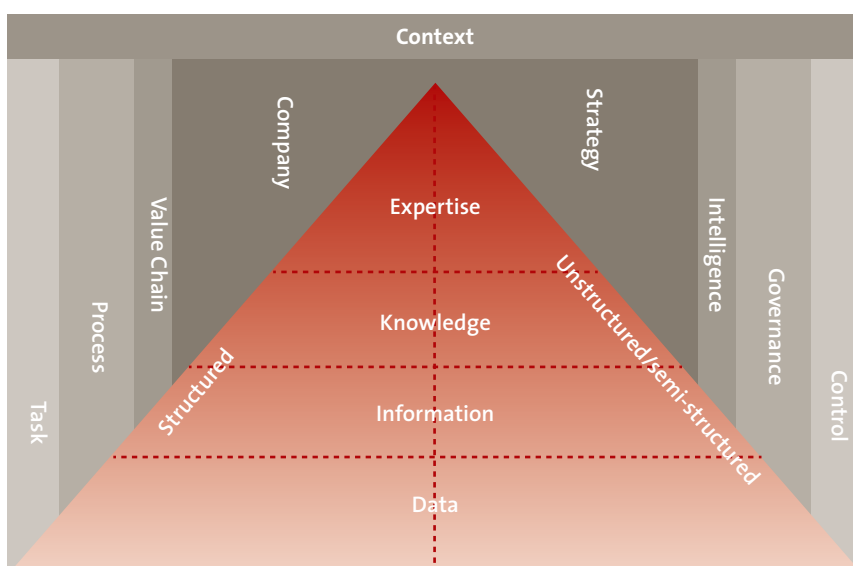 Context
Company
Strategy
Expertise
Value Chain
Intelligence
Knowledge
Unstructured/semi-structured
Process
Governance
Structured
Information
Task
Control
Data